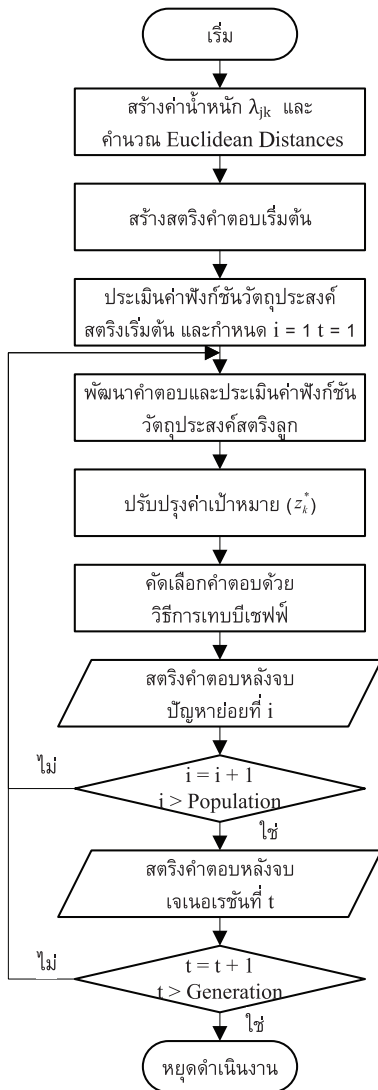 เริ่ม
สร้างค่าน้ำหนัก λjk และ
คำนวณ Euclidean Distances
สร้างสตริงคำตอบเริ่มต้น
ประเมินค่าฟังก์ชันวัตถุประสงค์
สตริงเริ่มต้น และกำหนด i = 1 t = 1
พัฒนาคำตอบและประเมินค่าฟังก์ชัน
วัตถุประสงค์สตริงลูก
ปรับปรุงค่าเป้าหมาย (z*k)
คัดเลือกคำตอบด้วย
วิธีการเทบบีเชฟฟ์
สตริงคำตอบหลังจบ
ปัญหาย่อยที่ i
ไม่
i = i + 1
i > Population
ใช่
สตริงคำตอบหลังจบ
เจเนอเรชันที่ t
ไม่
t = t + 1
t > Generation
ใช่
หยุดดำเนินงาน